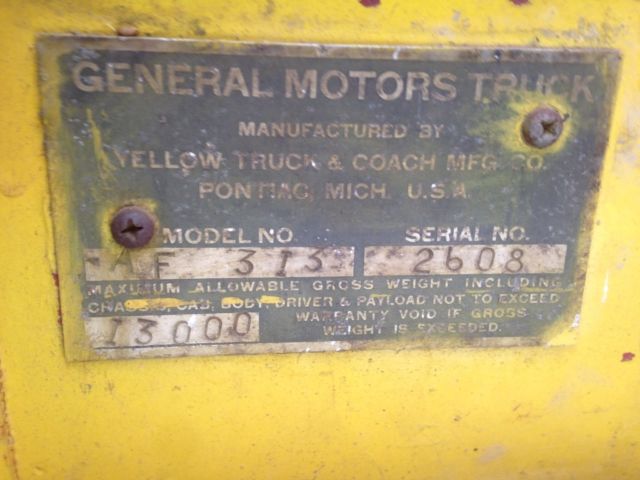 GENERAL MOTORS TRUCK
MANUFACTURED BY
YELLOW TRUCK & COACH MFG. CO.
PONTIAC, MICH. U.S.A
MODEL NO. SERIAL NO.
AF 313 2608
MAXIMUM ALLOWABLE GROSS WEIGHT INCLUDING
CHASSIS, CAB, BODY, DRIVER & PAYLOAD NOT TO EXCEED
13000 WARRANTY VOID IF GROSS
WEIGHT IS EXCEEDED.